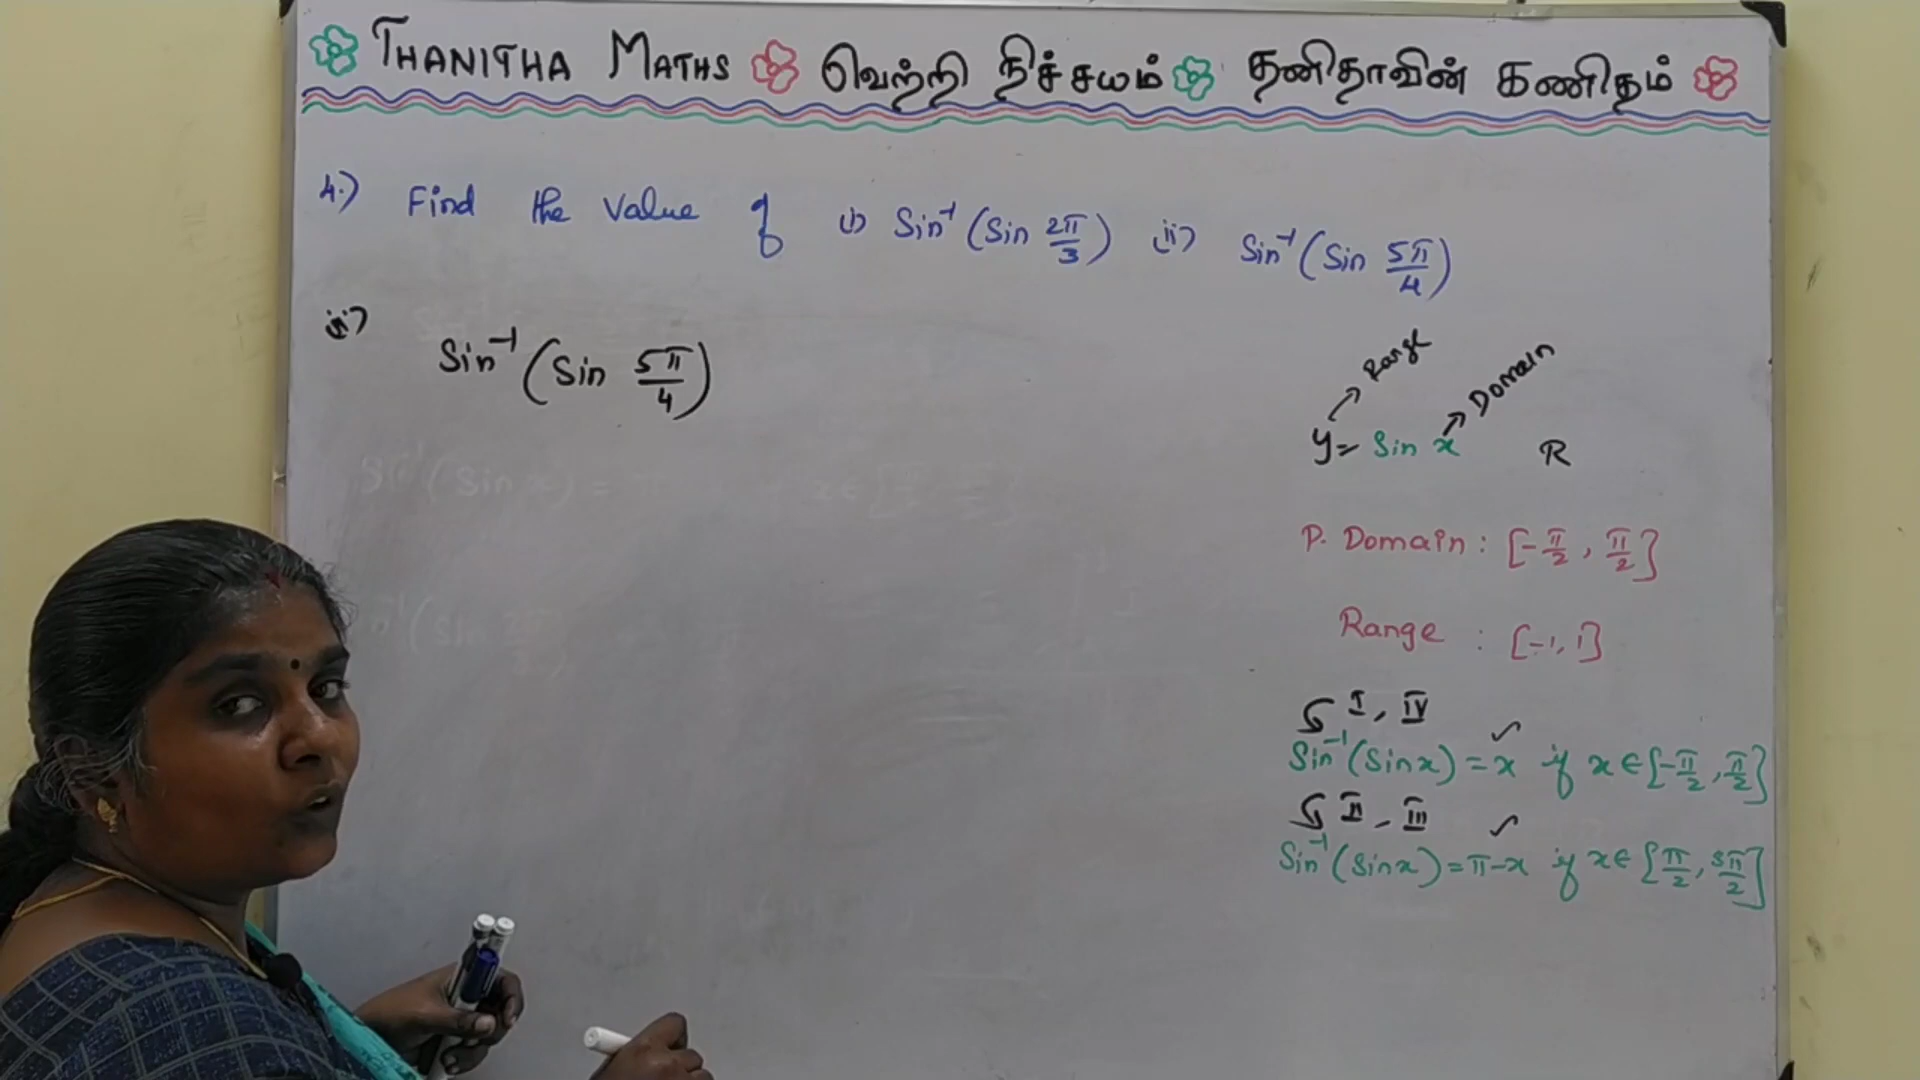 THANITHA MATHS வெற்றி நிச்சயம் தனிதாவின் கணிதம்
4.) Find the Value of i) Sin⁻¹(Sin 2π/3) ii) Sin⁻¹(Sin 5π/4)
ii) Sin⁻¹(Sin 5π/4)
Range Domain
y = Sin x R
P. Domain : [-π/2, π/2]
Range : [-1, 1]
I, IV
Sin⁻¹(Sinx) = x if x ∈ [-π/2, π/2]
II, III
Sin⁻¹(Sinx) = π-x if x ∈ [π/2, 3π/2]